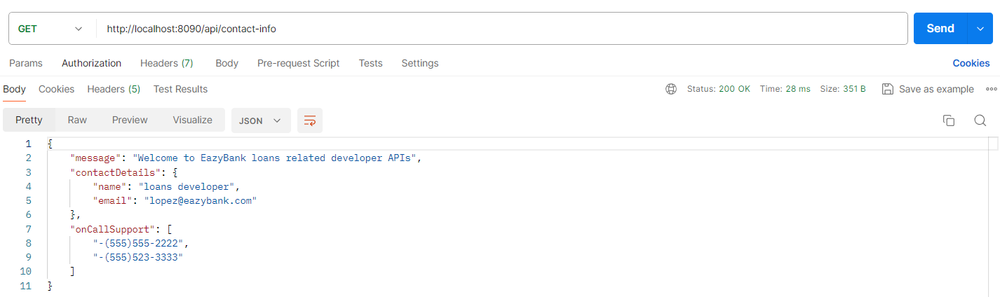 GET http://localhost:8090/api/contact-info Send
Params Authorization Headers (7) Body Pre-request Script Tests Settings Cookies
Body Cookies Headers (5) Test Results Status: 200 OK Time: 28 ms Size: 351 B Save as example
Pretty Raw Preview Visualize JSON
1 {
2 "message": "Welcome to EazyBank loans related developer APIs",
3 "contactDetails": {
4 "name": "loans developer",
5 "email": "lopez@eazybank.com"
6 },
7 "onCallSupport": [
8 "-(555)555-2222",
9 "-(555)523-3333"
10 ]
11 }